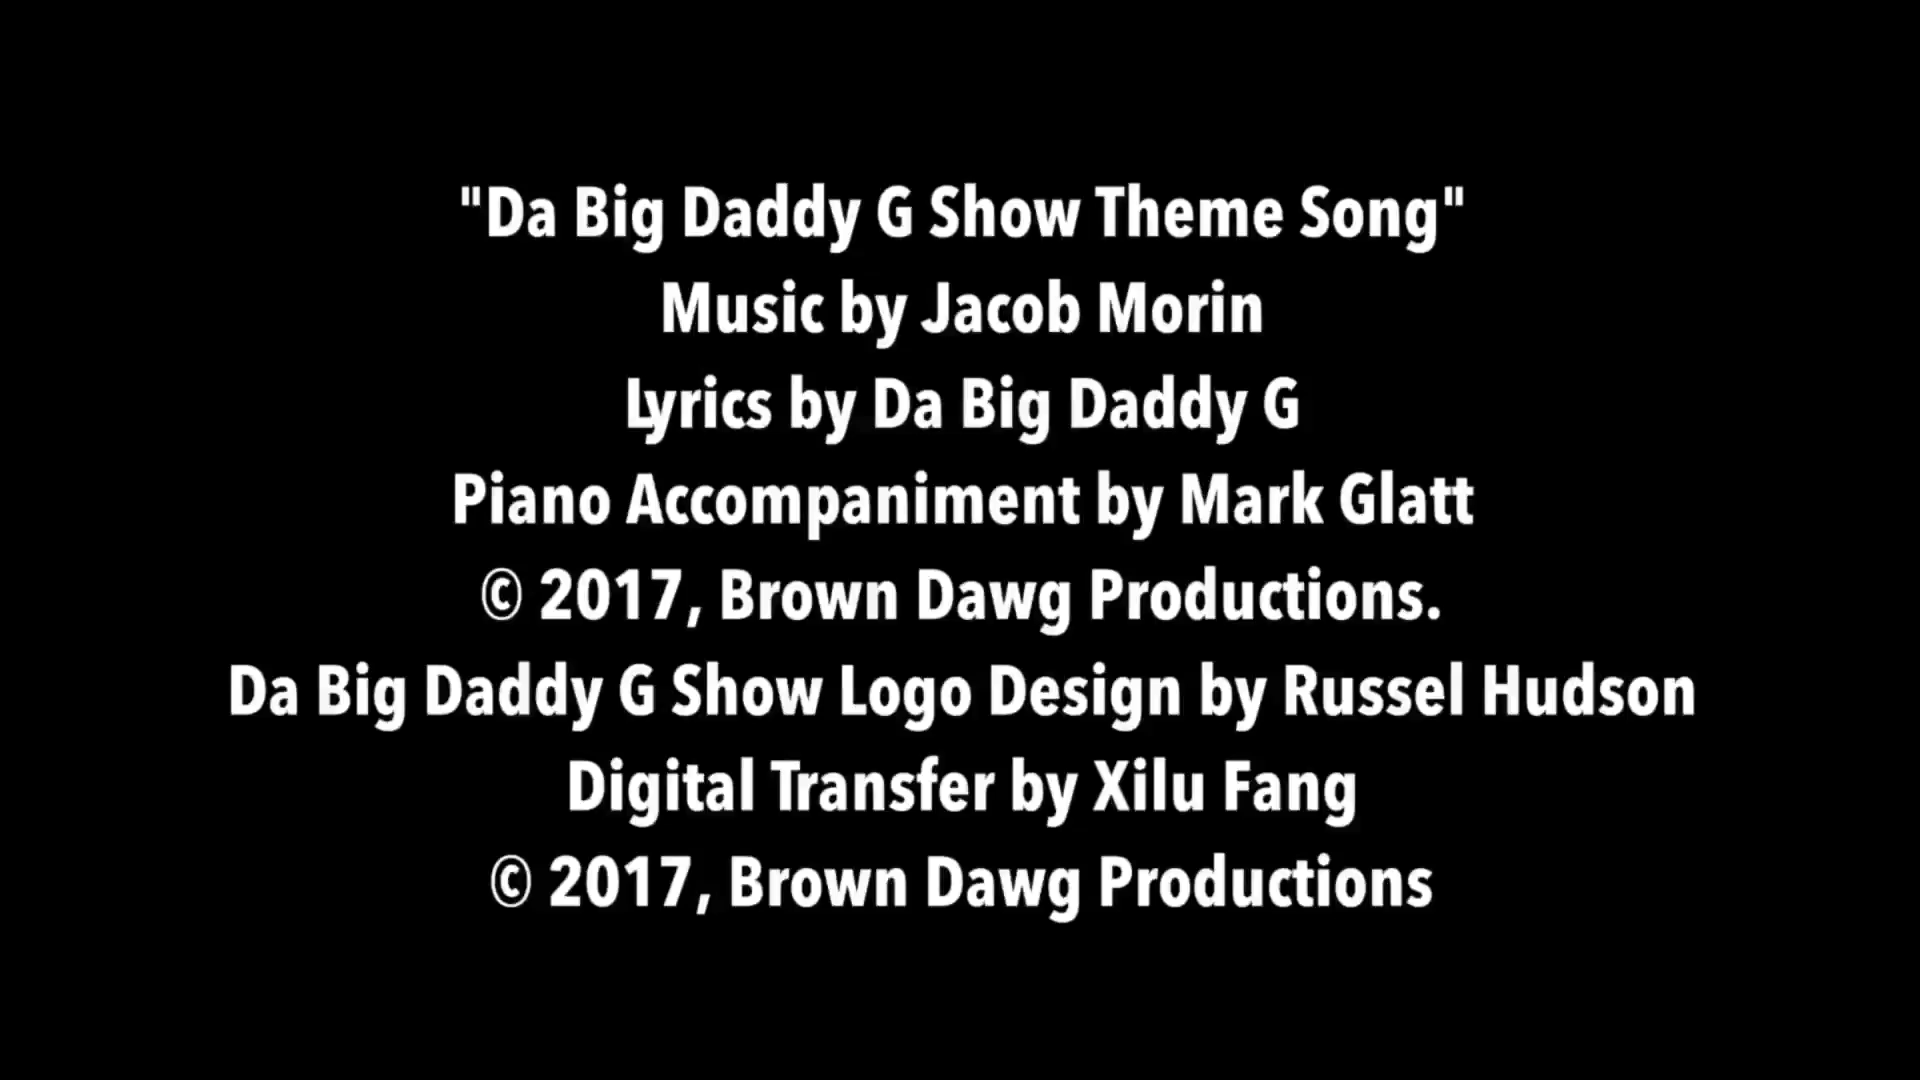 "Da Big Daddy G Show Theme Song"
Music by Jacob Morin
Lyrics by Da Big Daddy G
Piano Accompaniment by Mark Glatt
© 2017, Brown Dawg Productions.
Da Big Daddy G Show Logo Design by Russel Hudson
Digital Transfer by Xilu Fang
© 2017, Brown Dawg Productions